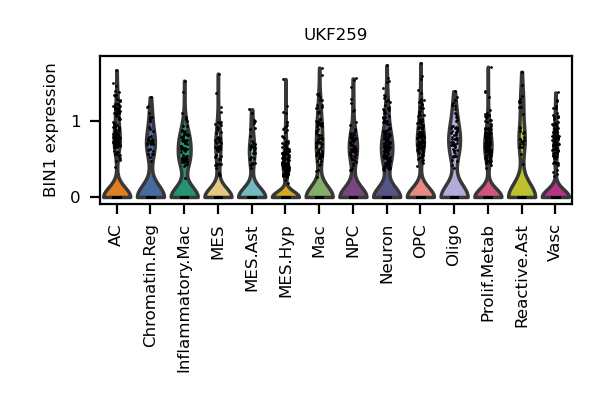 UKF259
BIN1 expression
1
0
AC
Chromatin.Reg
Inflammatory.Mac
MES
MES.Ast
MES.Hyp
Mac
NPC
Neuron
OPC
Oligo
Prolif.Metab
Reactive.Ast
Vasc